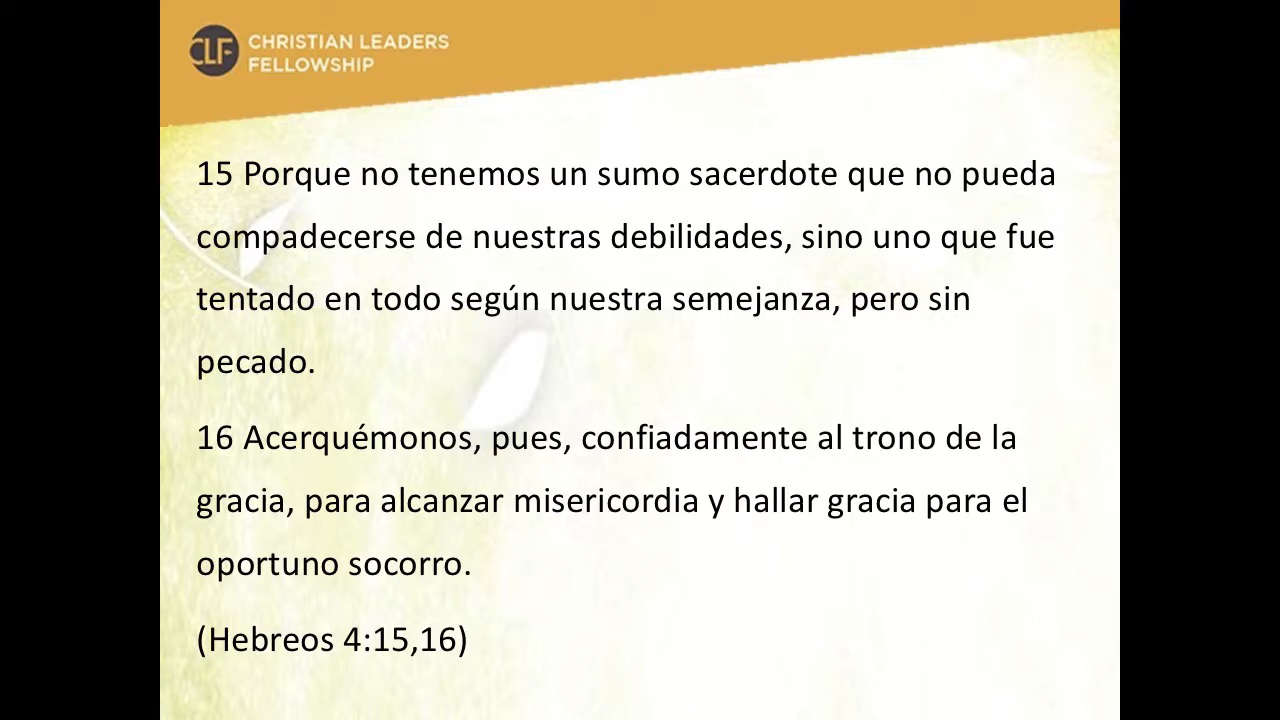 CLF
CHRISTIAN LEADERS
FELLOWSHIP
15 Porque no tenemos un sumo sacerdote que no pueda
compadecerse de nuestras debilidades, sino uno que fue
tentado en todo según nuestra semejanza, pero sin
pecado.
16 Acerquémonos, pues, confiadamente al trono de la
gracia, para alcanzar misericordia y hallar gracia para el
oportuno socorro.
(Hebreos 4:15,16)